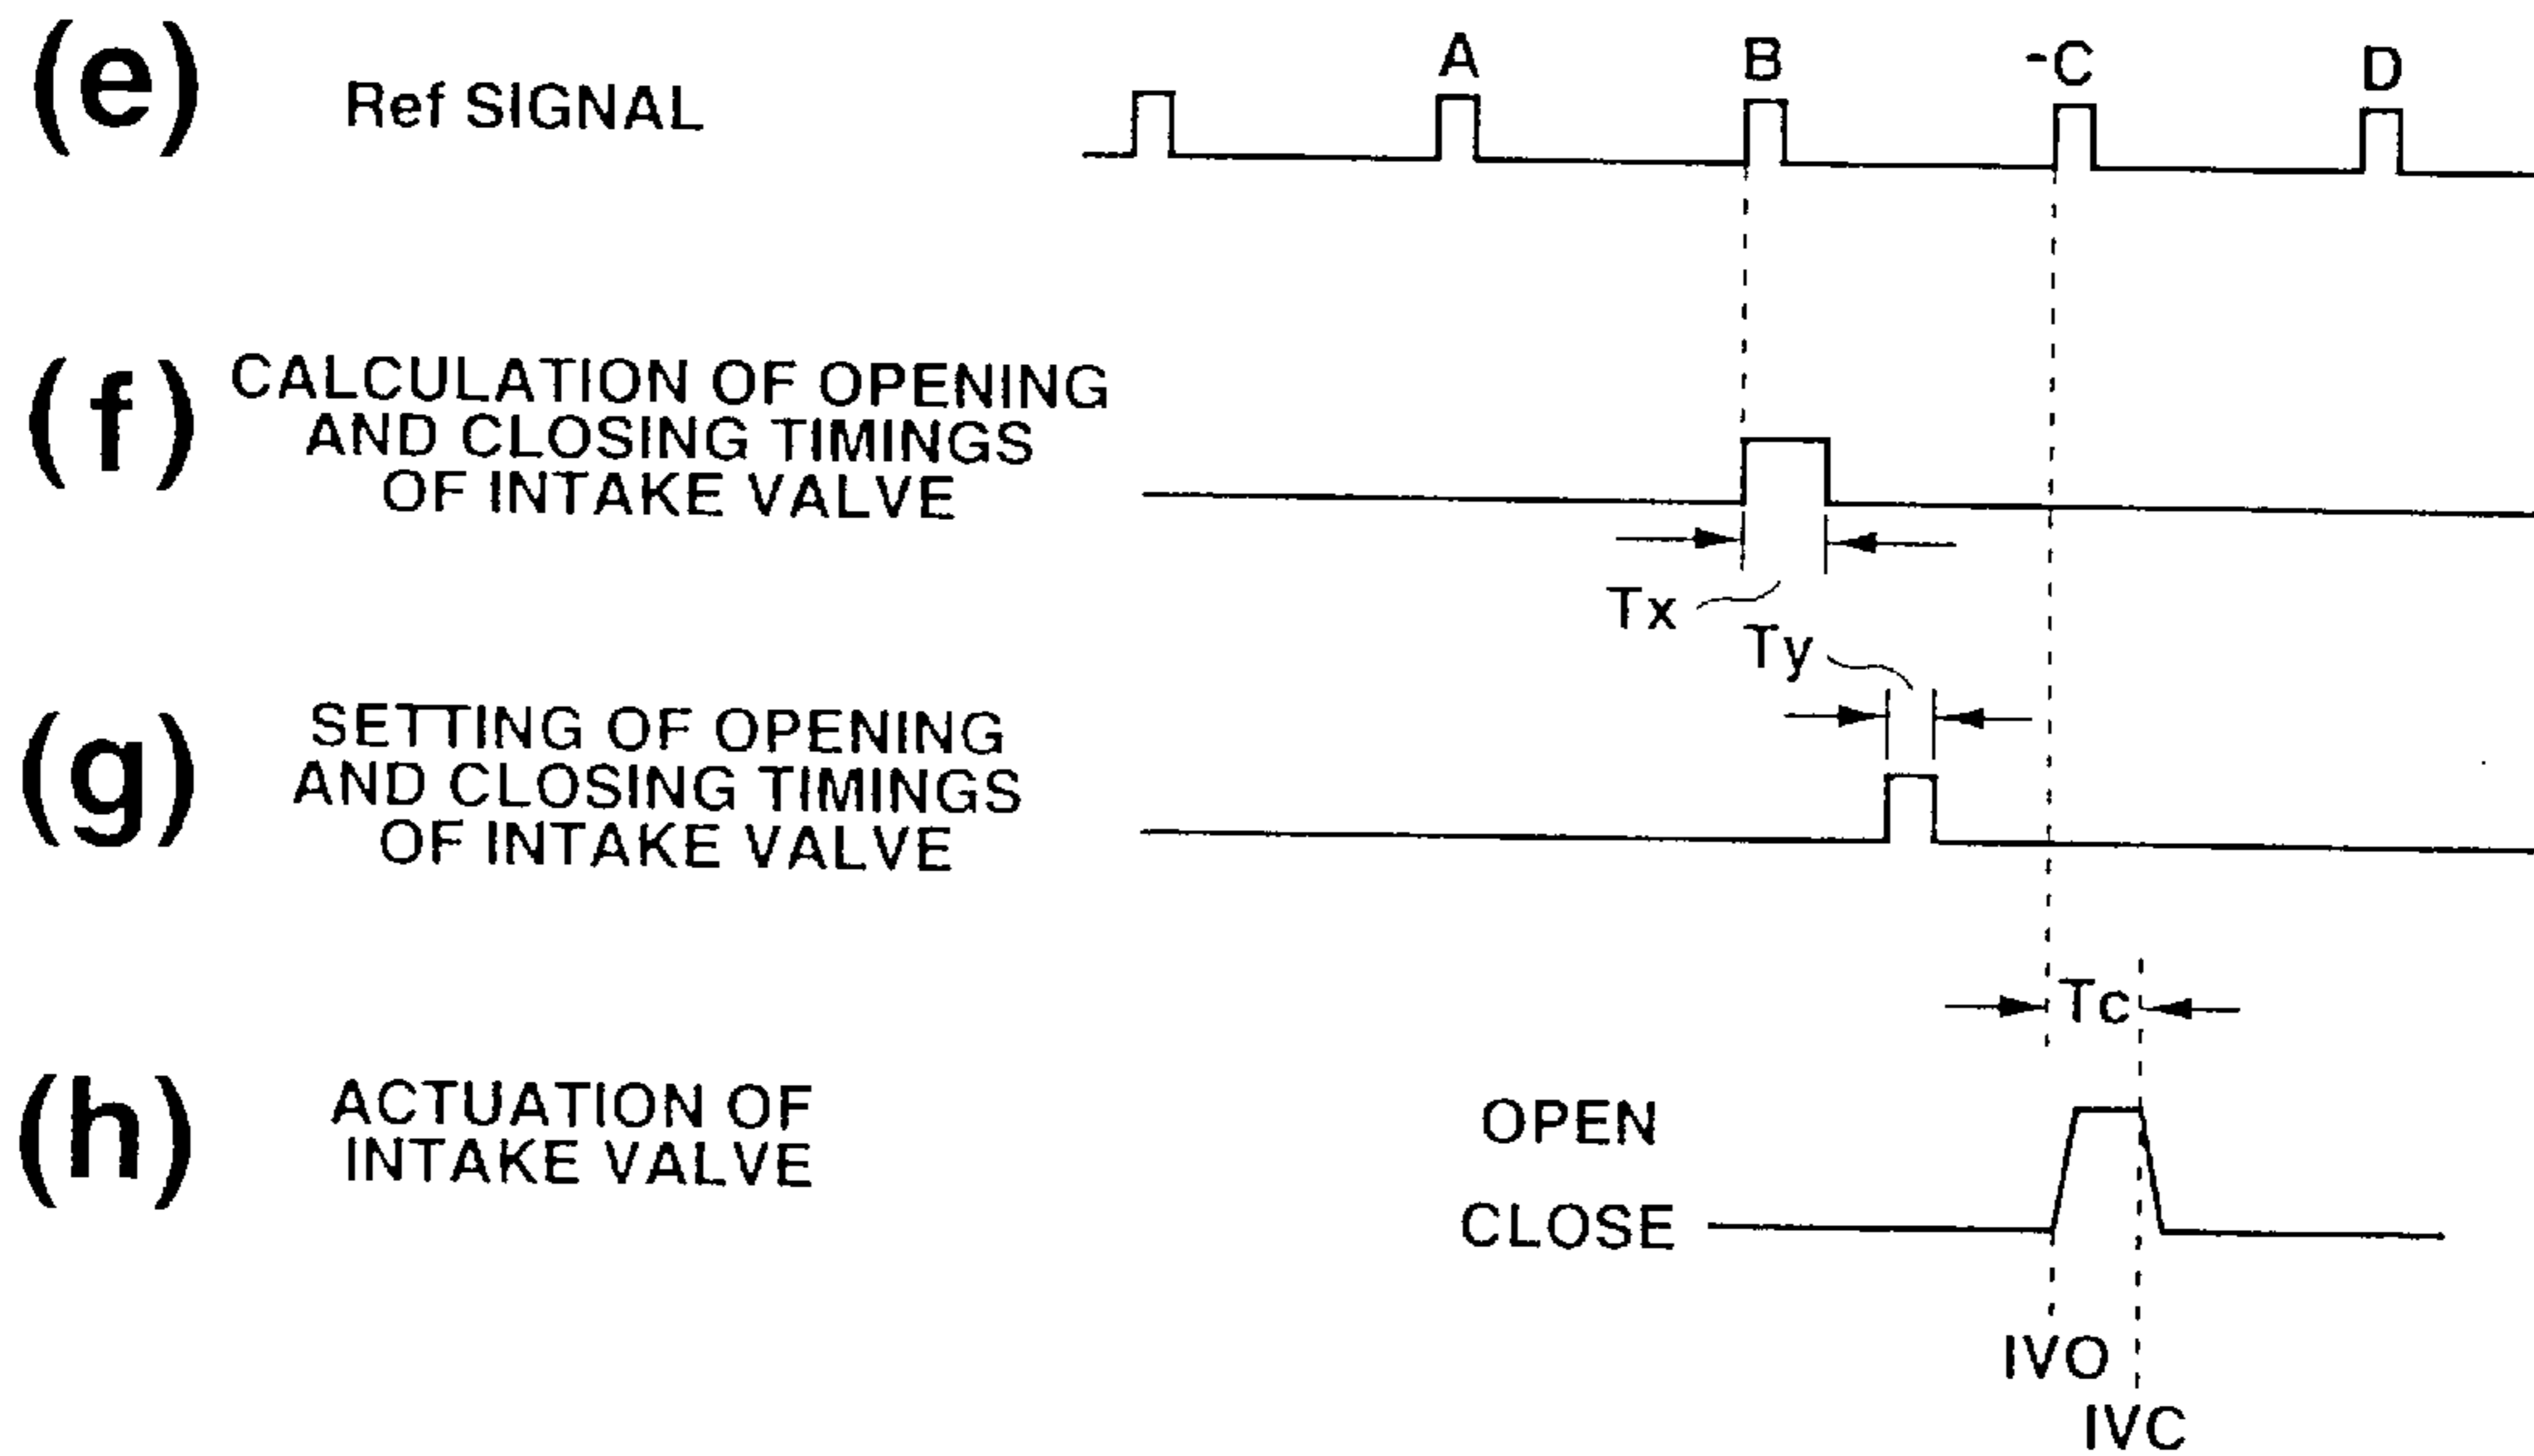 (e) Ref SIGNAL A B -C D
(f) CALCULATION OF OPENING
AND CLOSING TIMINGS
OF INTAKE VALVE
Tx
Ty
(g) SETTING OF OPENING
AND CLOSING TIMINGS
OF INTAKE VALVE
Tc
(h) ACTUATION OF
INTAKE VALVE
OPEN
CLOSE
IVO
IVC